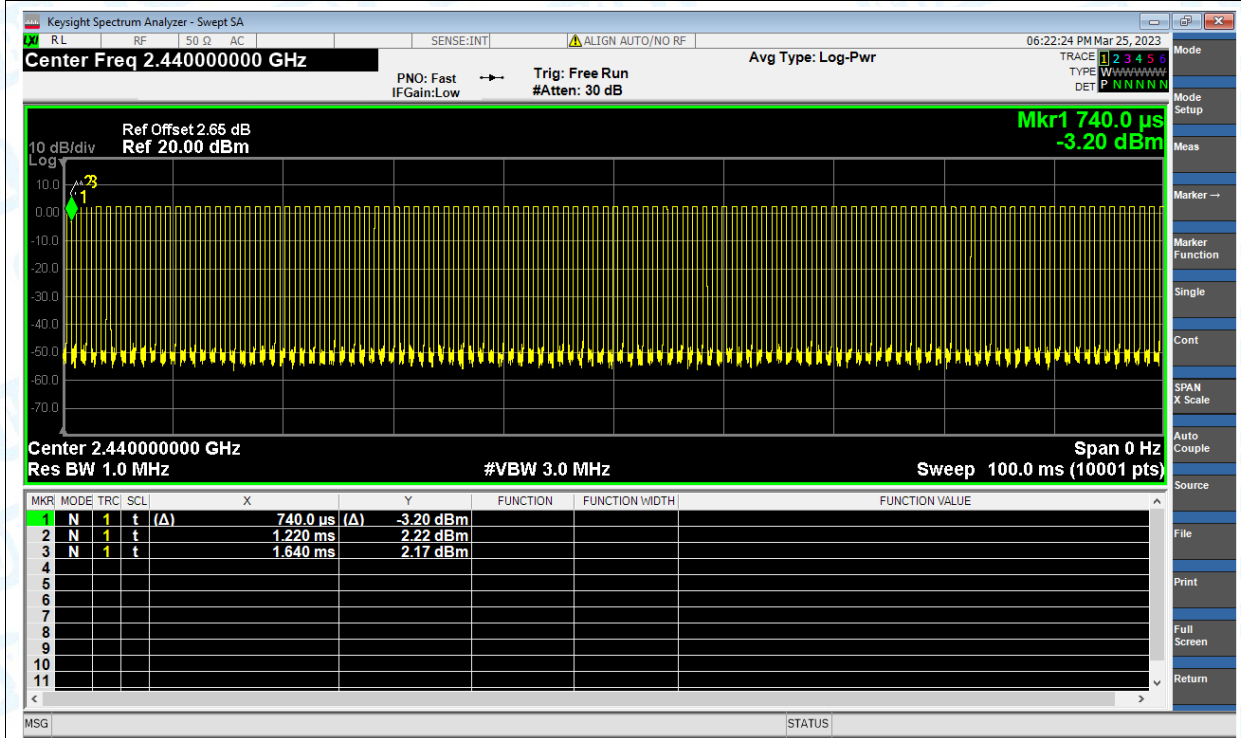 Keysight Spectrum Analyzer - Swept SA
LXI RL RF 50 Ω AC SENSE:INT ALIGN AUTO/NO RF 06:22:24 PM Mar 25, 2023
Center Freq 2.440000000 GHz
PNO: Fast
IFGain:Low
Trig: Free Run
#Atten: 30 dB
Avg Type: Log-Pwr
TRACE 1 2 3 4 5 6
TYPE WWWWWWW
DET P N N N N N
Mkr1 740.0 µs
-3.20 dBm
Ref Offset 2.65 dB
10 dB/div Ref 20.00 dBm
Log
10.0
0.00
-10.0
-20.0
-30.0
-40.0
-50.0
-60.0
-70.0
23
1
Center 2.440000000 GHz Span 0 Hz
Res BW 1.0 MHz #VBW 3.0 MHz Sweep 100.0 ms (10001 pts)
MKR MODE TRC SCL X Y FUNCTION FUNCTION WIDTH FUNCTION VALUE
1 N 1 t (Δ) 740.0 µs (Δ) -3.20 dBm
2 N 1 t 1.220 ms 2.22 dBm
3 N 1 t 1.640 ms 2.17 dBm
4
5
6
7
8
9
10
11
MSG STATUS
Mode
Mode
Setup
Meas
Marker →
Marker
Function
Single
Cont
SPAN
X Scale
Auto
Couple
Source
File
Print
Full
Screen
Return